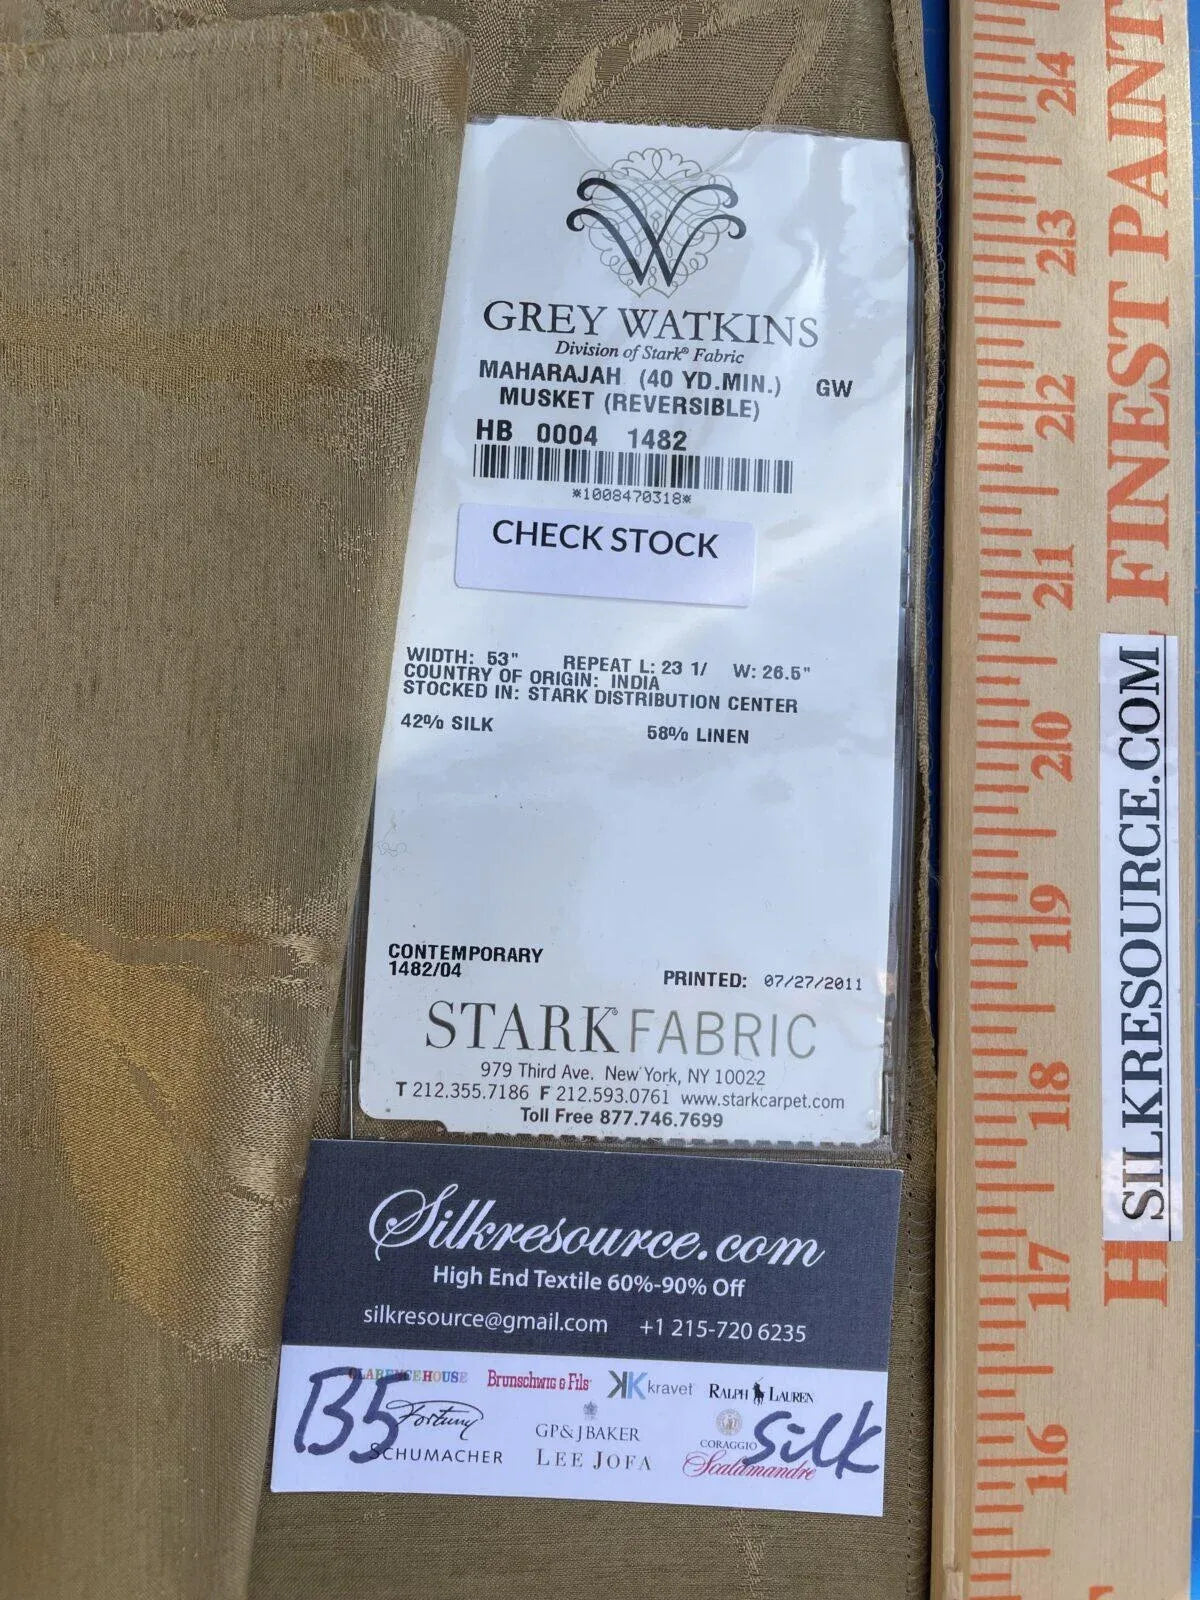 GREY WATKINS
Division of Stark® Fabric
MAHARAJAH (40 YD.MIN.) GW
MUSKET (REVERSIBLE)
HB 0004 1482
*1008470318*
CHECK STOCK
WIDTH: 53" REPEAT L: 23 1/ W: 26.5"
COUNTRY OF ORIGIN: INDIA
STOCKED IN: STARK DISTRIBUTION CENTER
42% SILK 58% LINEN
CONTEMPORARY
1482/04
PRINTED: 07/27/2011
STARK FABRIC
979 Third Ave. New York, NY 10022
T 212.355.7186 F 212.593.0761 www.starkcarpet.com
Toll Free 877.746.7699
Silkresource.com
High End Textile 60%-90% Off
silkresource@gmail.com +1 215-720 6235
CLARENCE HOUSE Brunschwig & Fils kravet RALPH LAUREN
B5 Fortuny GP & J BAKER CORAGGIO Silk
SCHUMACHER LEE JOFA Scalamandre
H FINEST PAINT
SILKRESOURCE.COM
24
23
22
21
20
19
18
17
16